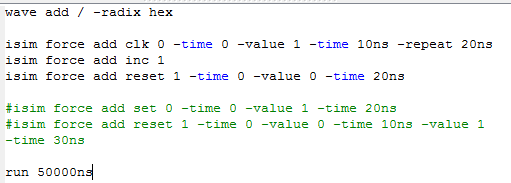 wave add / -radix hex
isim force add clk 0 -time 0 -value 1 -time 10ns -repeat 20ns
isim force add inc 1
isim force add reset 1 -time 0 -value 0 -time 20ns
#isim force add set 0 -time 0 -value 1 -time 20ns
#isim force add reset 1 -time 0 -value 0 -time 10ns -value 1
-time 30ns
run 50000ns